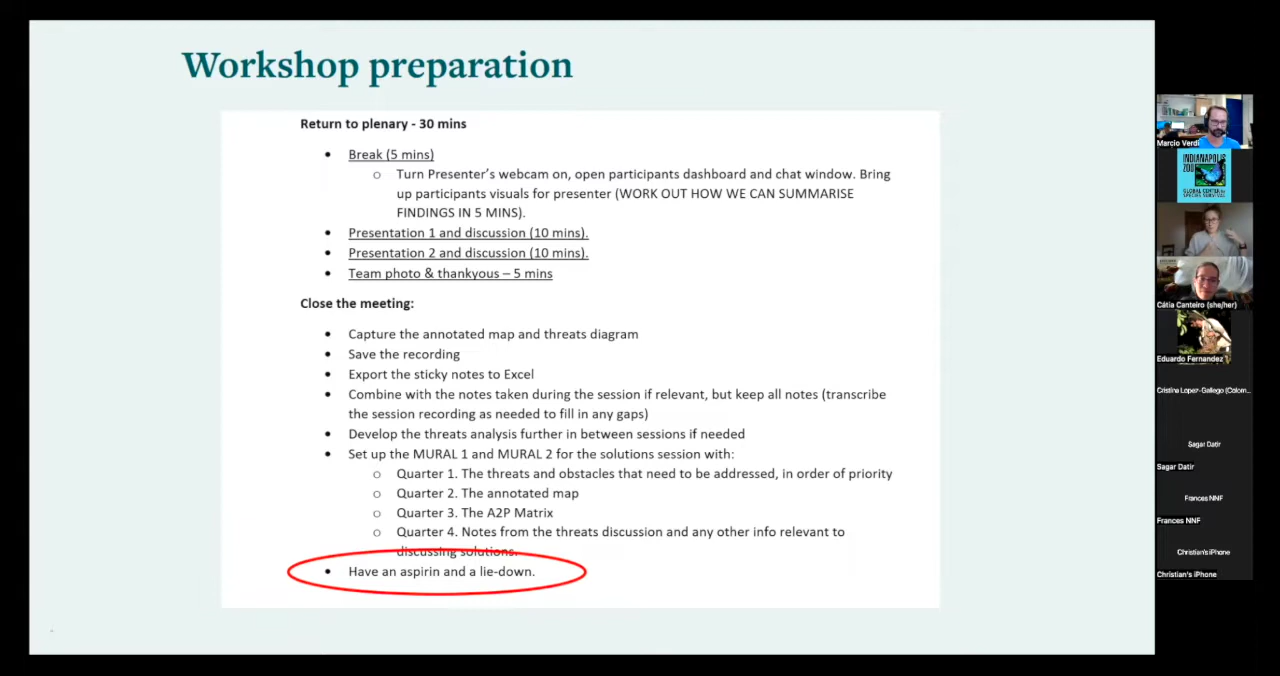 Workshop preparation
Return to plenary - 30 mins
• Break (5 mins)
o Turn Presenter's webcam on, open participants dashboard and chat window. Bring
up participants visuals for presenter (WORK OUT HOW WE CAN SUMMARISE
FINDINGS IN 5 MINS).
• Presentation 1 and discussion (10 mins).
• Presentation 2 and discussion (10 mins).
• Team photo & thankyous – 5 mins
Close the meeting:
• Capture the annotated map and threats diagram
• Save the recording
• Export the sticky notes to Excel
• Combine with the notes taken during the session if relevant, but keep all notes (transcribe
the session recording as needed to fill in any gaps)
• Develop the threats analysis further in between sessions if needed
• Set up the MURAL 1 and MURAL 2 for the solutions session with:
o Quarter 1. The threats and obstacles that need to be addressed, in order of priority
o Quarter 2. The annotated map
o Quarter 3. The A2P Matrix
o Quarter 4. Notes from the threats discussion and any other info relevant to
discussing solutions.
• Have an aspirin and a lie-down.
Marcio Verdi
INDIANAPOLIS
ZOO
GLOBAL CENTER for
SPECIES SURVIVAL
Cátia Canteiro (she/her)
Eduardo Fernandez
Cristina Lopez-Gallego (Colom...
Sagar Datir
Sagar Datir
Frances NNF
Frances NNF
Christian's iPhone
Christian's iPhone